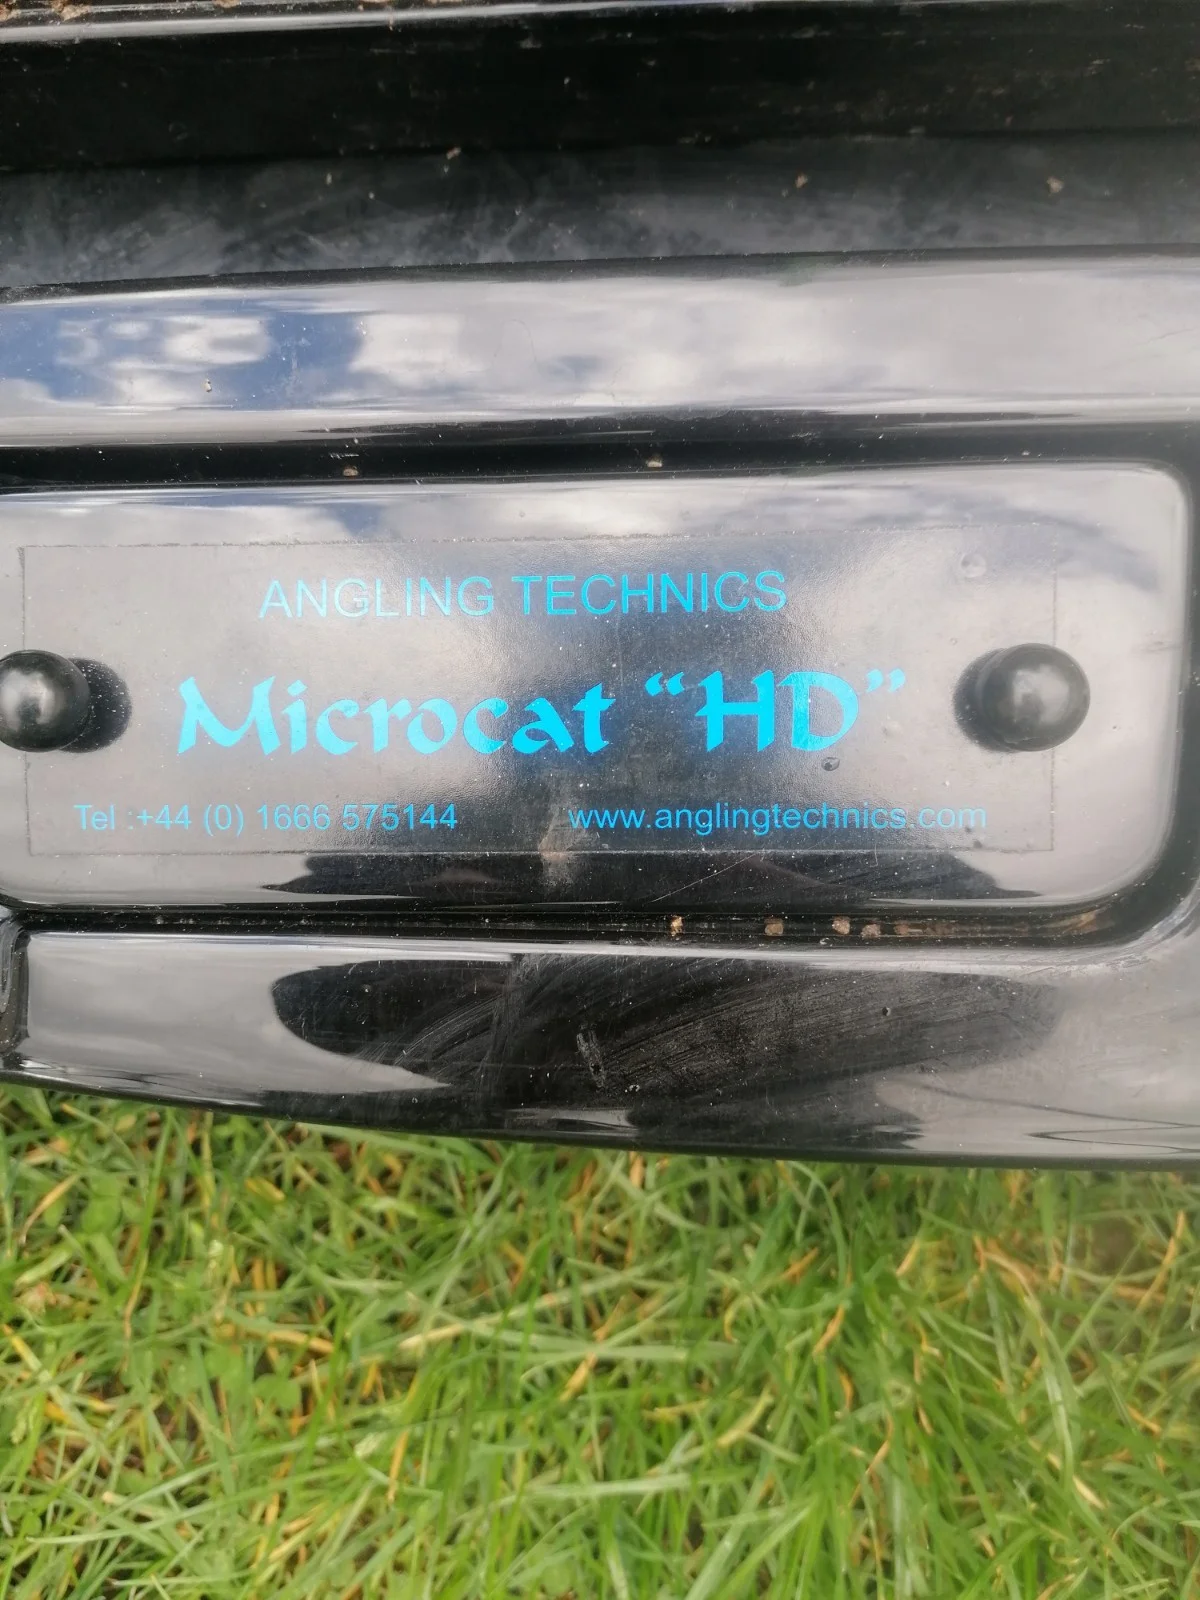 ANGLING TECHNICS
Microcat “HD”
Tel :+44 (0) 1666 575144
www.anglingtechnics.com